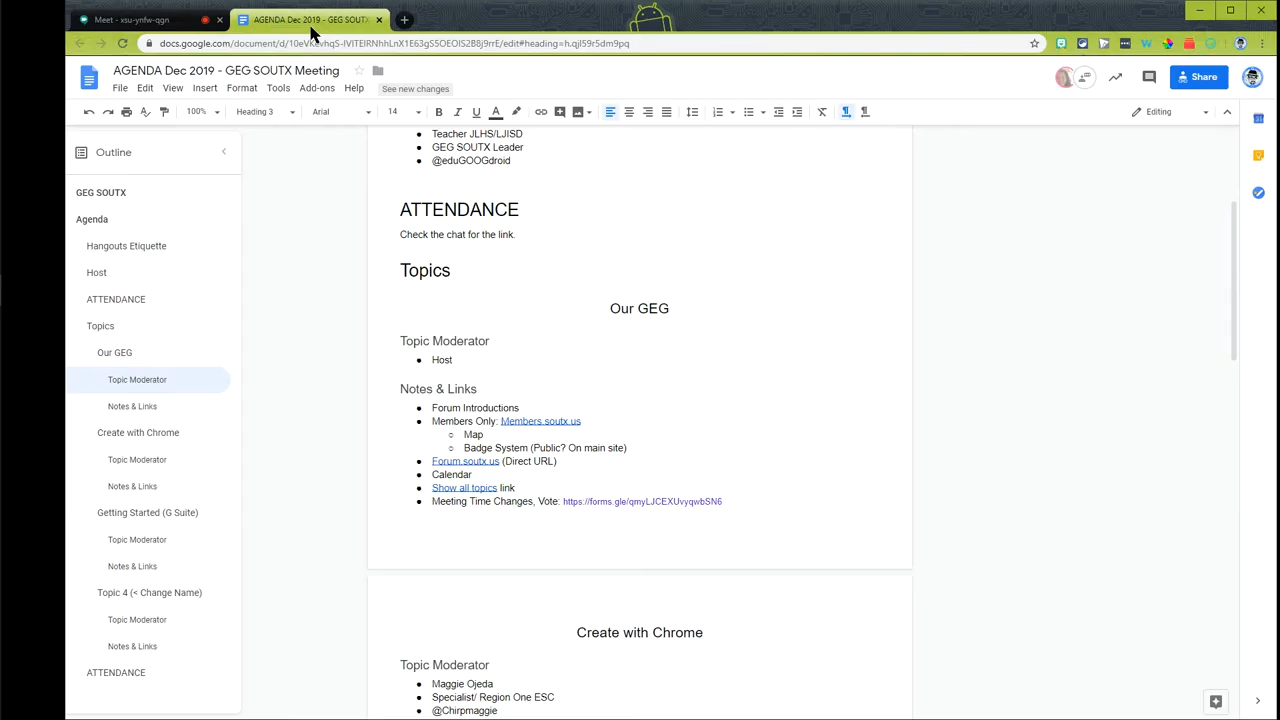 Meet - xsu-ynfw-qgn
AGENDA Dec 2019 - GEG SOUTX
AGENDA Dec 2019 - GEG SOUTX Meeting
File Edit View Insert Format Tools Add-ons Help See new changes
Share
100% Heading 3 Arial 14 Editing
Outline
GEG SOUTX
Agenda
Hangouts Etiquette
Host
ATTENDANCE
Topics
Our GEG
Topic Moderator
Notes & Links
Create with Chrome
Topic Moderator
Notes & Links
Getting Started (G Suite)
Topic Moderator
Notes & Links
Topic 4 (< Change Name)
Topic Moderator
Notes & Links
ATTENDANCE
● Teacher JLHS/LJISD
● GEG SOUTX Leader
● @eduGOOGdroid
ATTENDANCE
Check the chat for the link.
Topics
Our GEG
Topic Moderator
● Host
Notes & Links
● Forum Introductions
● Members Only: Members.soutx.us
○ Map
○ Badge System (Public? On main site)
● Forum.soutx.us (Direct URL)
● Calendar
● Show all topics link
● Meeting Time Changes, Vote: https://forms.gle/qmyLJCEXUvyqwbSN6
Create with Chrome
Topic Moderator
● Maggie Ojeda
● Specialist/ Region One ESC
● @Chirpmaggie